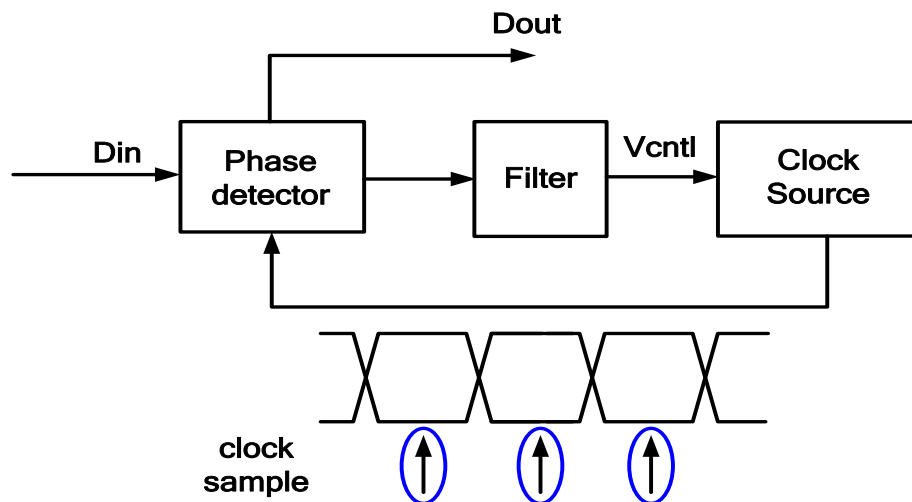 Dout
Din
Phase
detector
Filter
Vcntl
Clock
Source
clock
sample